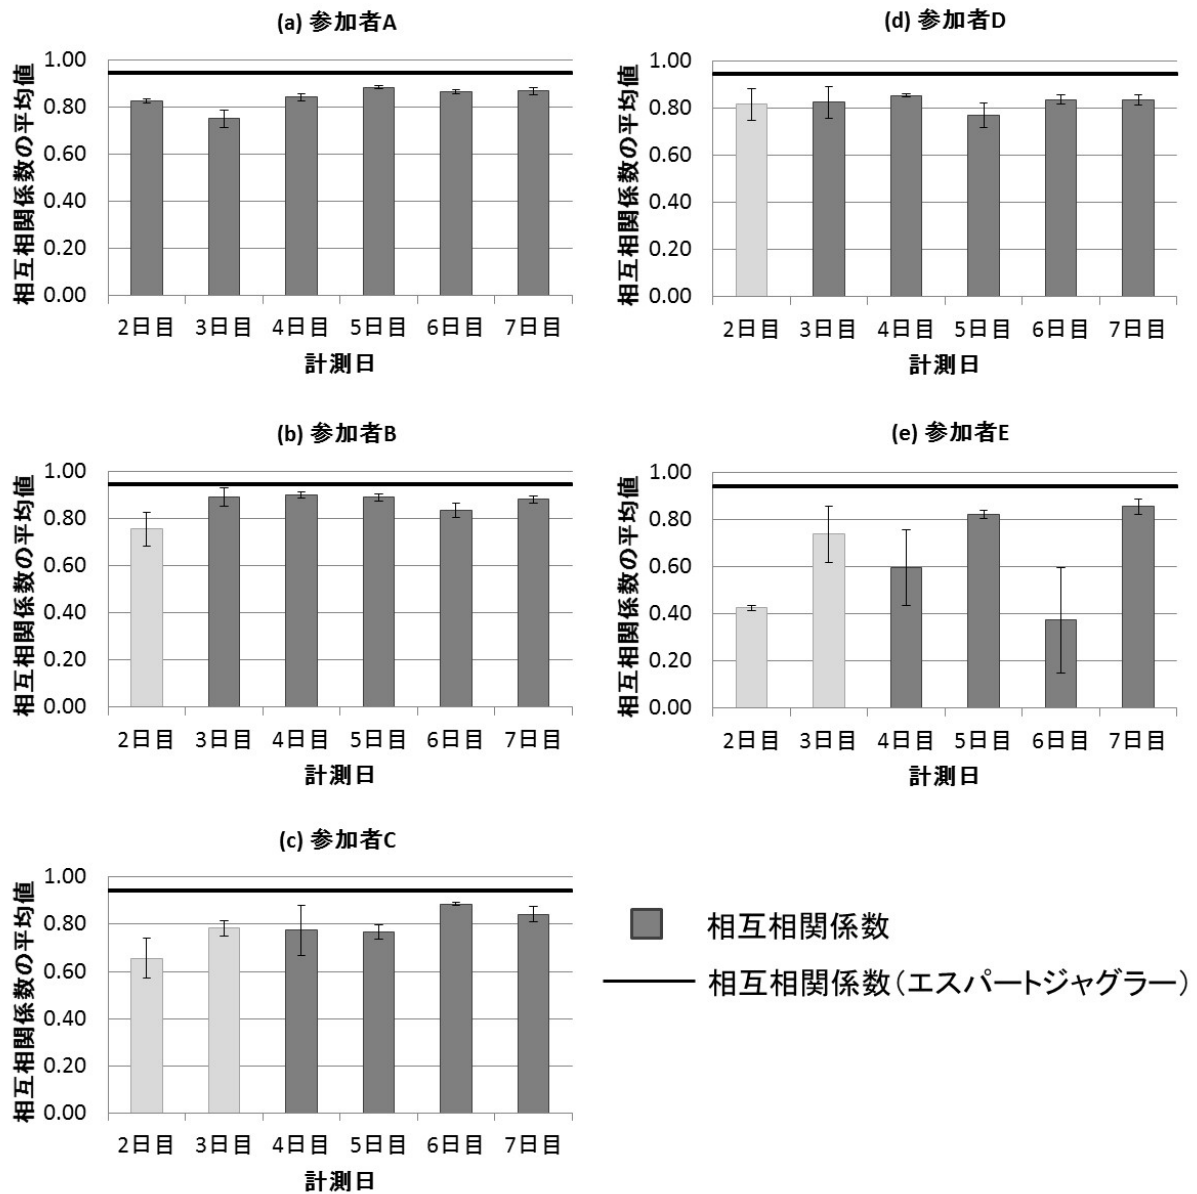 (a) 参加者A
相互相関係数の平均値
1.00
0.80
0.60
0.40
0.20
0.00
2日目 3日目 4日目 5日目 6日目 7日目
計測日
(b) 参加者B
相互相関係数の平均値
1.00
0.80
0.60
0.40
0.20
0.00
2日目 3日目 4日目 5日目 6日目 7日目
計測日
(c) 参加者C
相互相関係数の平均値
1.00
0.80
0.60
0.40
0.20
0.00
2日目 3日目 4日目 5日目 6日目 7日目
計測日
(d) 参加者D
相互相関係数の平均値
1.00
0.80
0.60
0.40
0.20
0.00
2日目 3日目 4日目 5日目 6日目 7日目
計測日
(e) 参加者E
相互相関係数の平均値
1.00
0.80
0.60
0.40
0.20
0.00
2日目 3日目 4日目 5日目 6日目 7日目
計測日
相互相関係数
相互相関係数(エスパートジャグラー)